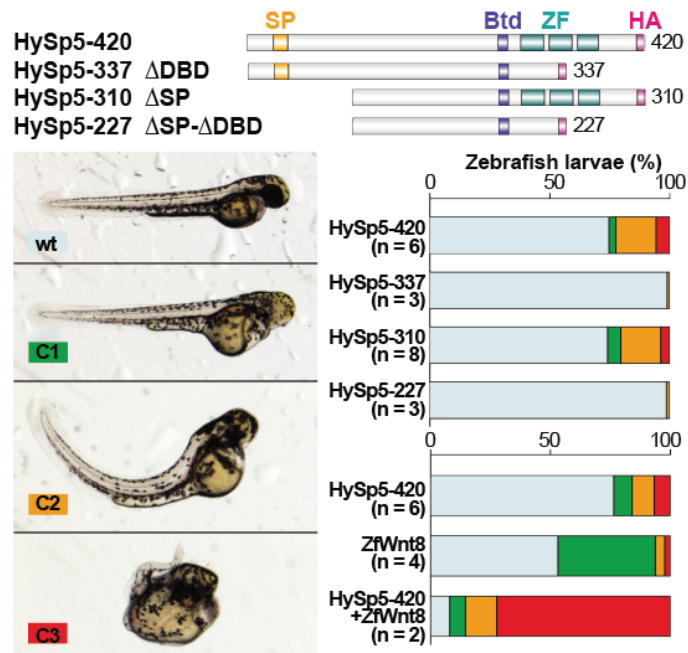 SP Btd ZF HA
HySp5-420 420
HySp5-337 ΔDBD 337
HySp5-310 ΔSP 310
HySp5-227 ΔSP-ΔDBD 227
wt
C1
C2
C3
Zebrafish larvae (%)
0 50 100
HySp5-420
(n = 6)
HySp5-337
(n = 3)
HySp5-310
(n = 8)
HySp5-227
(n = 3)
0 50 100
HySp5-420
(n = 6)
ZfWnt8
(n = 4)
HySp5-420
+ZfWnt8
(n = 2)